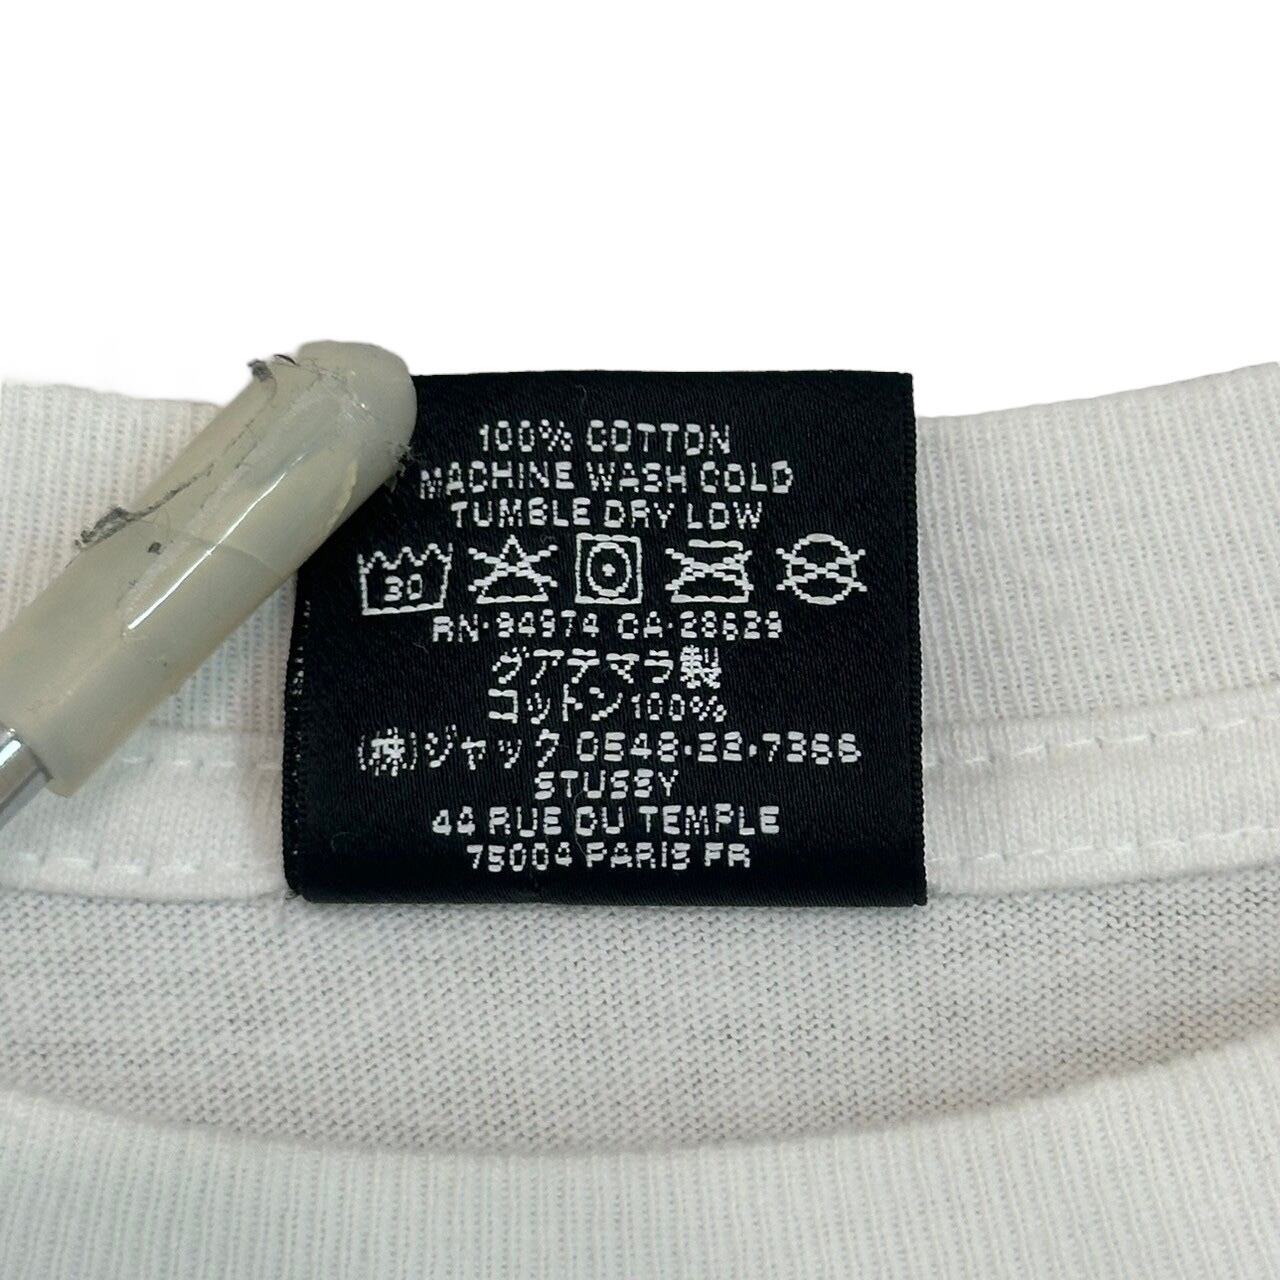 100% COTTON
MACHINE WASH COLD
TUMBLE DRY LOW
30
RN·94974 CA·28629
グアテマラ製
コットン100%
(株)ジャック 0548·22·7366
STUSSY
44 RUE DU TEMPLE
75004 PARIS FR